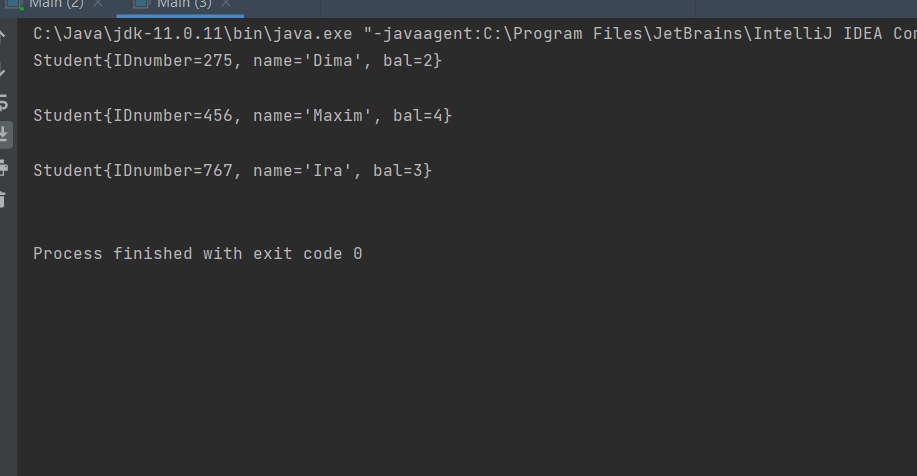 Main (2) Main (3)
C:\Java\jdk-11.0.11\bin\java.exe "-javaagent:C:\Program Files\JetBrains\IntelliJ IDEA Con
Student{IDnumber=275, name='Dima', bal=2}
Student{IDnumber=456, name='Maxim', bal=4}
Student{IDnumber=767, name='Ira', bal=3}
Process finished with exit code 0